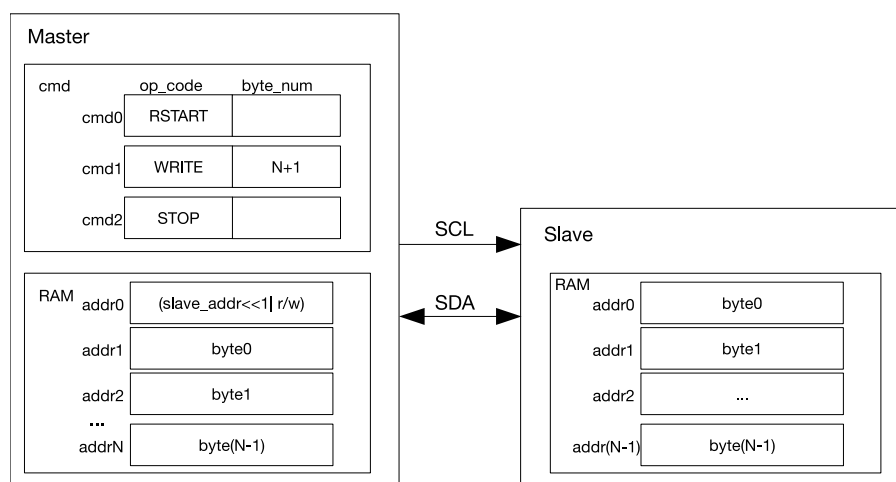 Master
cmd op_code byte_num
cmd0 RSTART
cmd1 WRITE N+1
cmd2 STOP
RAM
addr0 (slave_addr<<1| r/w)
addr1 byte0
addr2 byte1
...
addrN byte(N-1)
SCL
SDA
Slave
RAM
addr0 byte0
addr1 byte1
addr2 ...
addr(N-1) byte(N-1)